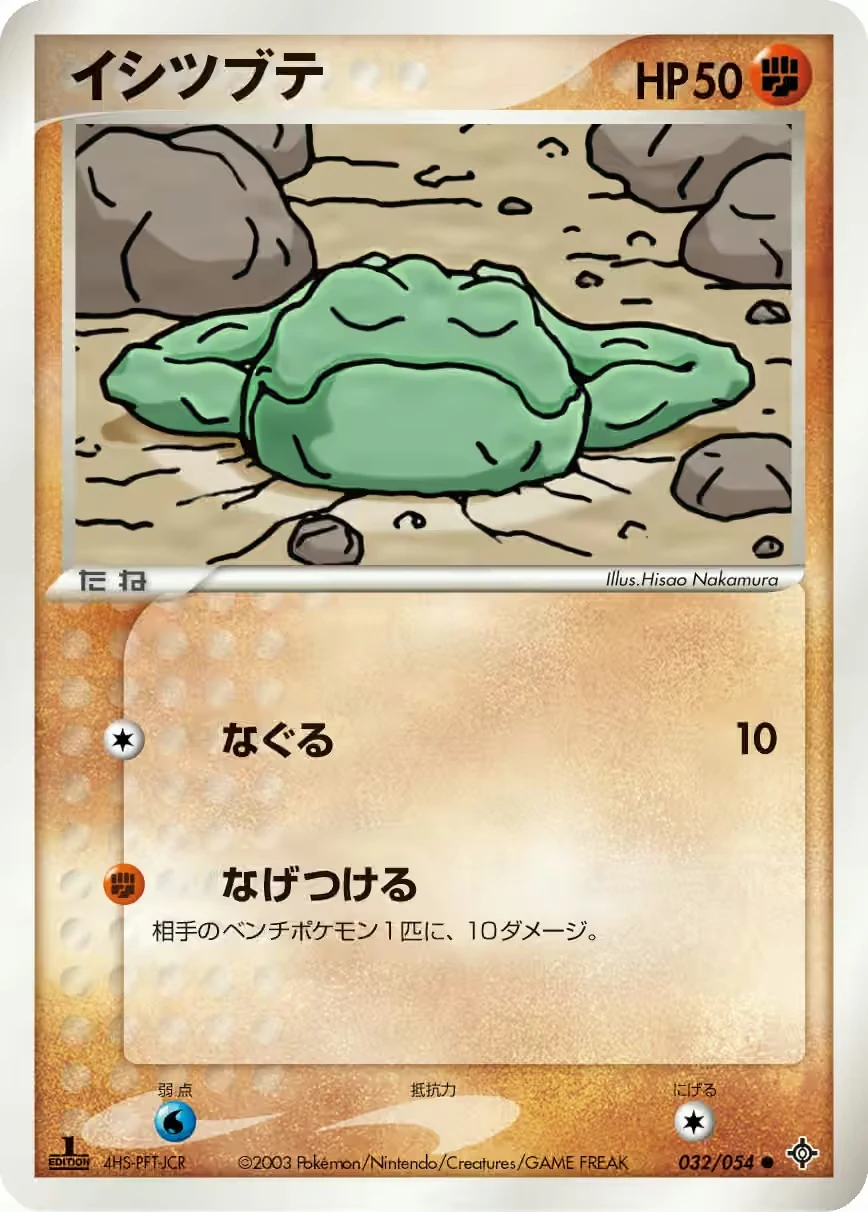 イシツブテ
HP50
たね
Illus.Hisao Nakamura
なぐる 10
なげつける
相手のベンチポケモン1匹に、10ダメージ。
弱点 抵抗力 にげる
1 EDITION 4HS-PFT-JCR ©2003 Pokémon/Nintendo/Creatures/GAME FREAK 032/054